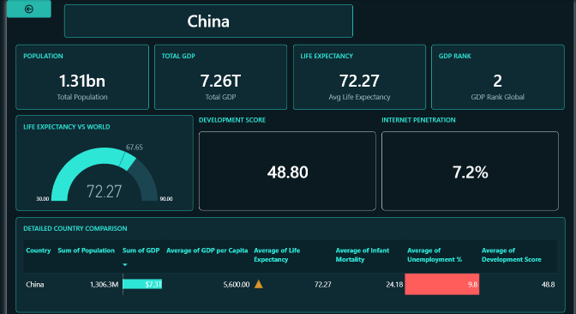 China
POPULATION
1.31bn
Total Population
TOTAL GDP
7.26T
Total GDP
LIFE EXPECTANCY
72.27
Avg Life Expectancy
GDP RANK
2
GDP Rank Global
LIFE EXPECTANCY VS WORLD
67.65
72.27
30.00
90.00
DEVELOPMENT SCORE
48.80
INTERNET PENETRATION
7.2%
DETAILED COUNTRY COMPARISON
Country Sum of Population Sum of GDP Average of GDP per Capita Average of Life Expectancy Average of Infant Mortality Average of Unemployment % Average of Development Score
China 1,306.3M $7.3T 5,600.00 72.27 24.18 9.8 48.8